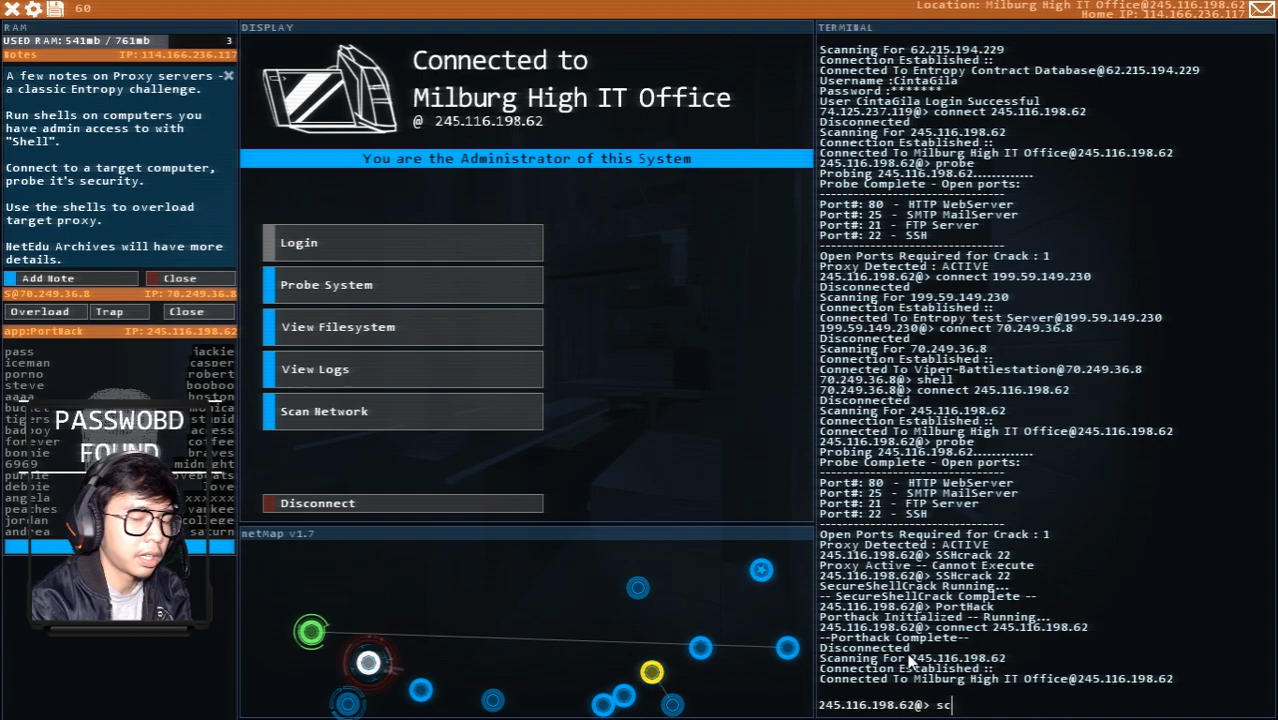 60
Location: Milburg High IT Office@245.116.198.62
Home IP: 114.166.236.117
RAM
USED RAM: 541mb / 761mb 3
Notes IP: 114.166.236.117
A few notes on Proxy servers -
a classic Entropy challenge.
Run shells on computers you
have admin access to with
"Shell".
Connect to a target computer,
probe it's security.
Use the shells to overload
target proxy.
NetEdu Archives will have more
details.
Add Note Close
S@70.249.36.8 IP: 70.249.36.8
Overload Trap Close
app:PortHack IP: 245.116.198.62
pass jackie
iceman casper
porno robert
steve booboo
aaaa boston
PASSWORD
FOUND
6969 midn
debbie love
angela xxxxx
peaches yankee
jordan college
andrea saturn
DISPLAY
Connected to
Milburg High IT Office
@ 245.116.198.62
You are the Administrator of this System
Login
Probe System
View Filesystem
View Logs
Scan Network
Disconnect
netMap v1.7
TERMINAL
Scanning For 62.215.194.229
Connection Established ::
Connected To Entropy Contract Database@62.215.194.229
Username :CintaGila
Password :*******
User CintaGila Login Successful
74.125.237.119@> connect 245.116.198.62
Disconnected
Scanning For 245.116.198.62
Connection Established ::
Connected To Milburg High IT Office@245.116.198.62
245.116.198.62@> probe
Probing 245.116.198.62.............
Probe Complete - Open ports:
---------------------------------
Port#: 80 - HTTP WebServer
Port#: 25 - SMTP MailServer
Port#: 21 - FTP Server
Port#: 22 - SSH
---------------------------------
Open Ports Required for Crack : 1
Proxy Detected : ACTIVE
245.116.198.62@> connect 199.59.149.230
Disconnected
Scanning For 199.59.149.230
Connection Established ::
Connected To Entropy test Server@199.59.149.230
199.59.149.230@> connect 70.249.36.8
Disconnected
Scanning For 70.249.36.8
Connection Established ::
Connected To Viper-Battlestation@70.249.36.8
70.249.36.8@> shell
70.249.36.8@> connect 245.116.198.62
Disconnected
Scanning For 245.116.198.62
Connection Established ::
Connected To Milburg High IT Office@245.116.198.62
245.116.198.62@> probe
Probing 245.116.198.62.............
Probe Complete - Open ports:
---------------------------------
Port#: 80 - HTTP WebServer
Port#: 25 - SMTP MailServer
Port#: 21 - FTP Server
Port#: 22 - SSH
---------------------------------
Open Ports Required for Crack : 1
Proxy Detected : ACTIVE
245.116.198.62@> SSHcrack 22
Proxy Active -- Cannot Execute
245.116.198.62@> SSHcrack 22
SecureShellCrack Running...
-- SecureShellCrack Complete --
245.116.198.62@> PortHack
Porthack Initialized -- Running...
245.116.198.62@> connect 245.116.198.62
--Porthack Complete--
Disconnected
Scanning For 245.116.198.62
Connection Established ::
Connected To Milburg High IT Office@245.116.198.62
245.116.198.62@> sc